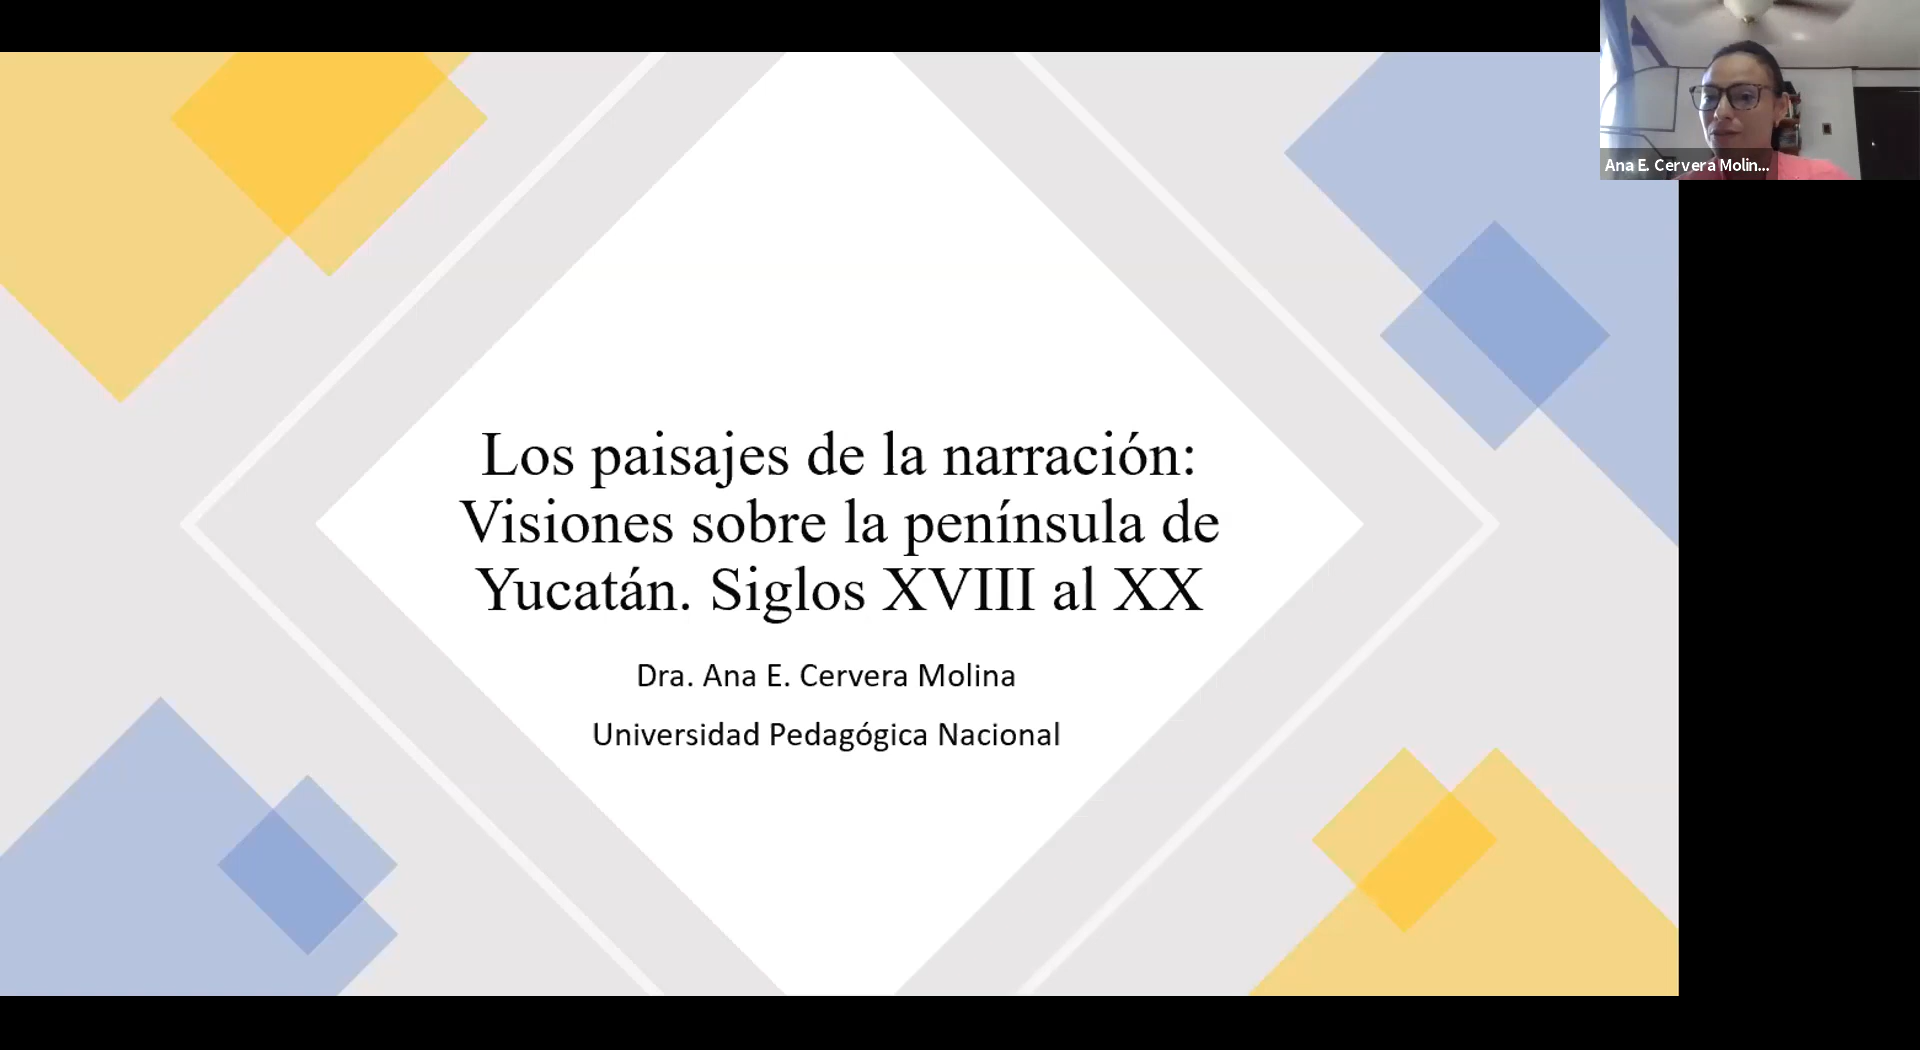 Los paisajes de la narración:
Visiones sobre la península de
Yucatán. Siglos XVIII al XX
Dra. Ana E. Cervera Molina
Universidad Pedagógica Nacional
Ana E. Cervera Molin...